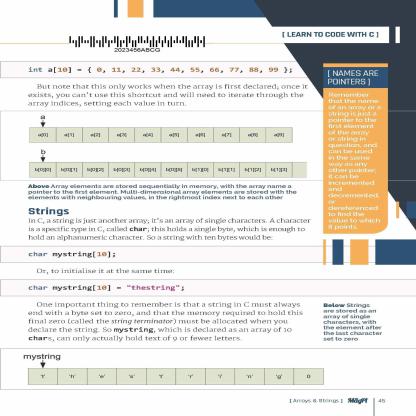 [ LEARN TO CODE WITH C ]
2023456ABCG
int a[10] = { 0, 11, 22, 33, 44, 55, 66, 77, 88, 99 };
But note that this only works when the array is first declared; once it
exists, you can't use this shortcut and will need to iterate through the
array indices, setting each value in turn.
a
a[0] a[1] a[2] a[3] a[4] a[5] a[6] a[7] a[8] a[9]
b
b[0][0] b[0][1] b[0][2] b[0][3]
Above Array elements are stored sequentially in memory, with the array name a
pointer to the first element. Multi-dimensional array elements are stored with the
elements with neighbouring values, in the rightmost index next to each other
Strings
In C, a string is just another array; it's an array of single characters. A character
is a specific type in C, called char; this holds a single byte, which is enough to
hold an alphanumeric character. So a string with ten bytes would be:
char mystring[10];
Or, to initialise it at the same time:
char mystring[10] = "thestring";
One important thing to remember is that a string in C must always
end with a byte set to zero, and that the memory required to hold this
final zero (called the string terminator) must be allocated when you
declare the string. So mystring, which is declared as an array of 10
chars, can only actually hold text of 9 or fewer letters.
mystring
't' 'h' 'e' 's' 't' 'r' 'i' 'n' 'g' 0
[ NAMES ARE
POINTERS ]
Remember
that the name
of an array or a
string is just a
pointer to the
first element
of the array
or string in
question, and
can be used
in the same
way as any
other pointer;
it can be
incremented
and
decremented,
or
dereferenced
to find the
value to which
it points.
Below Strings
are stored as an
array of single
characters, with
the element after
the last character
set to zero
[ Arrays & Strings ] MagPi 45